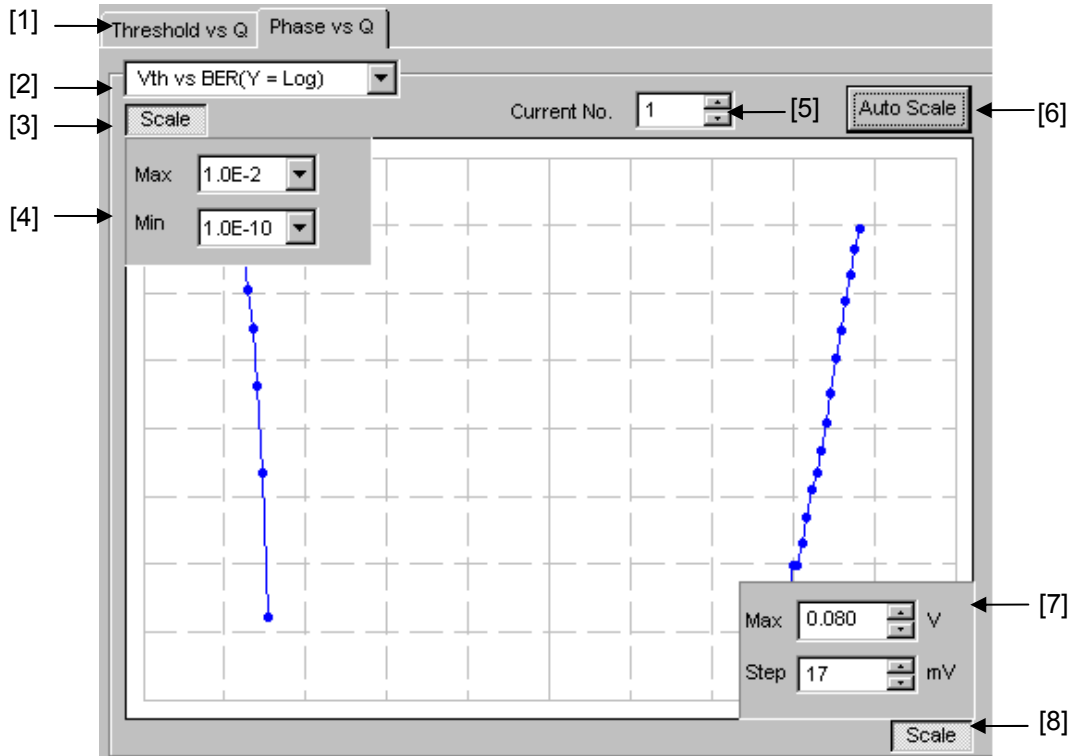 [1] Threshold vs Q Phase vs Q
[2] Vth vs BER(Y = Log)
[3] Scale Current No. 1 [5] Auto Scale [6]
Max 1.0E-2
[4] Min 1.0E-10
Max 0.080 V [7]
Step 17 mV
Scale [8]